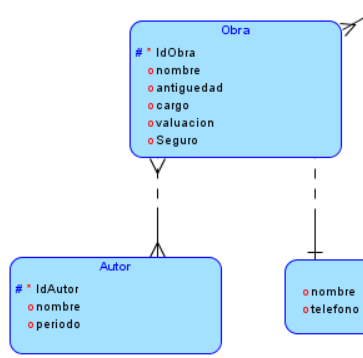 Obra
# * IdObra
o nombre
o antiguedad
o cargo
o valuacion
o Seguro
Autor
# * IdAutor
o nombre
o periodo
o nombre
o telefono